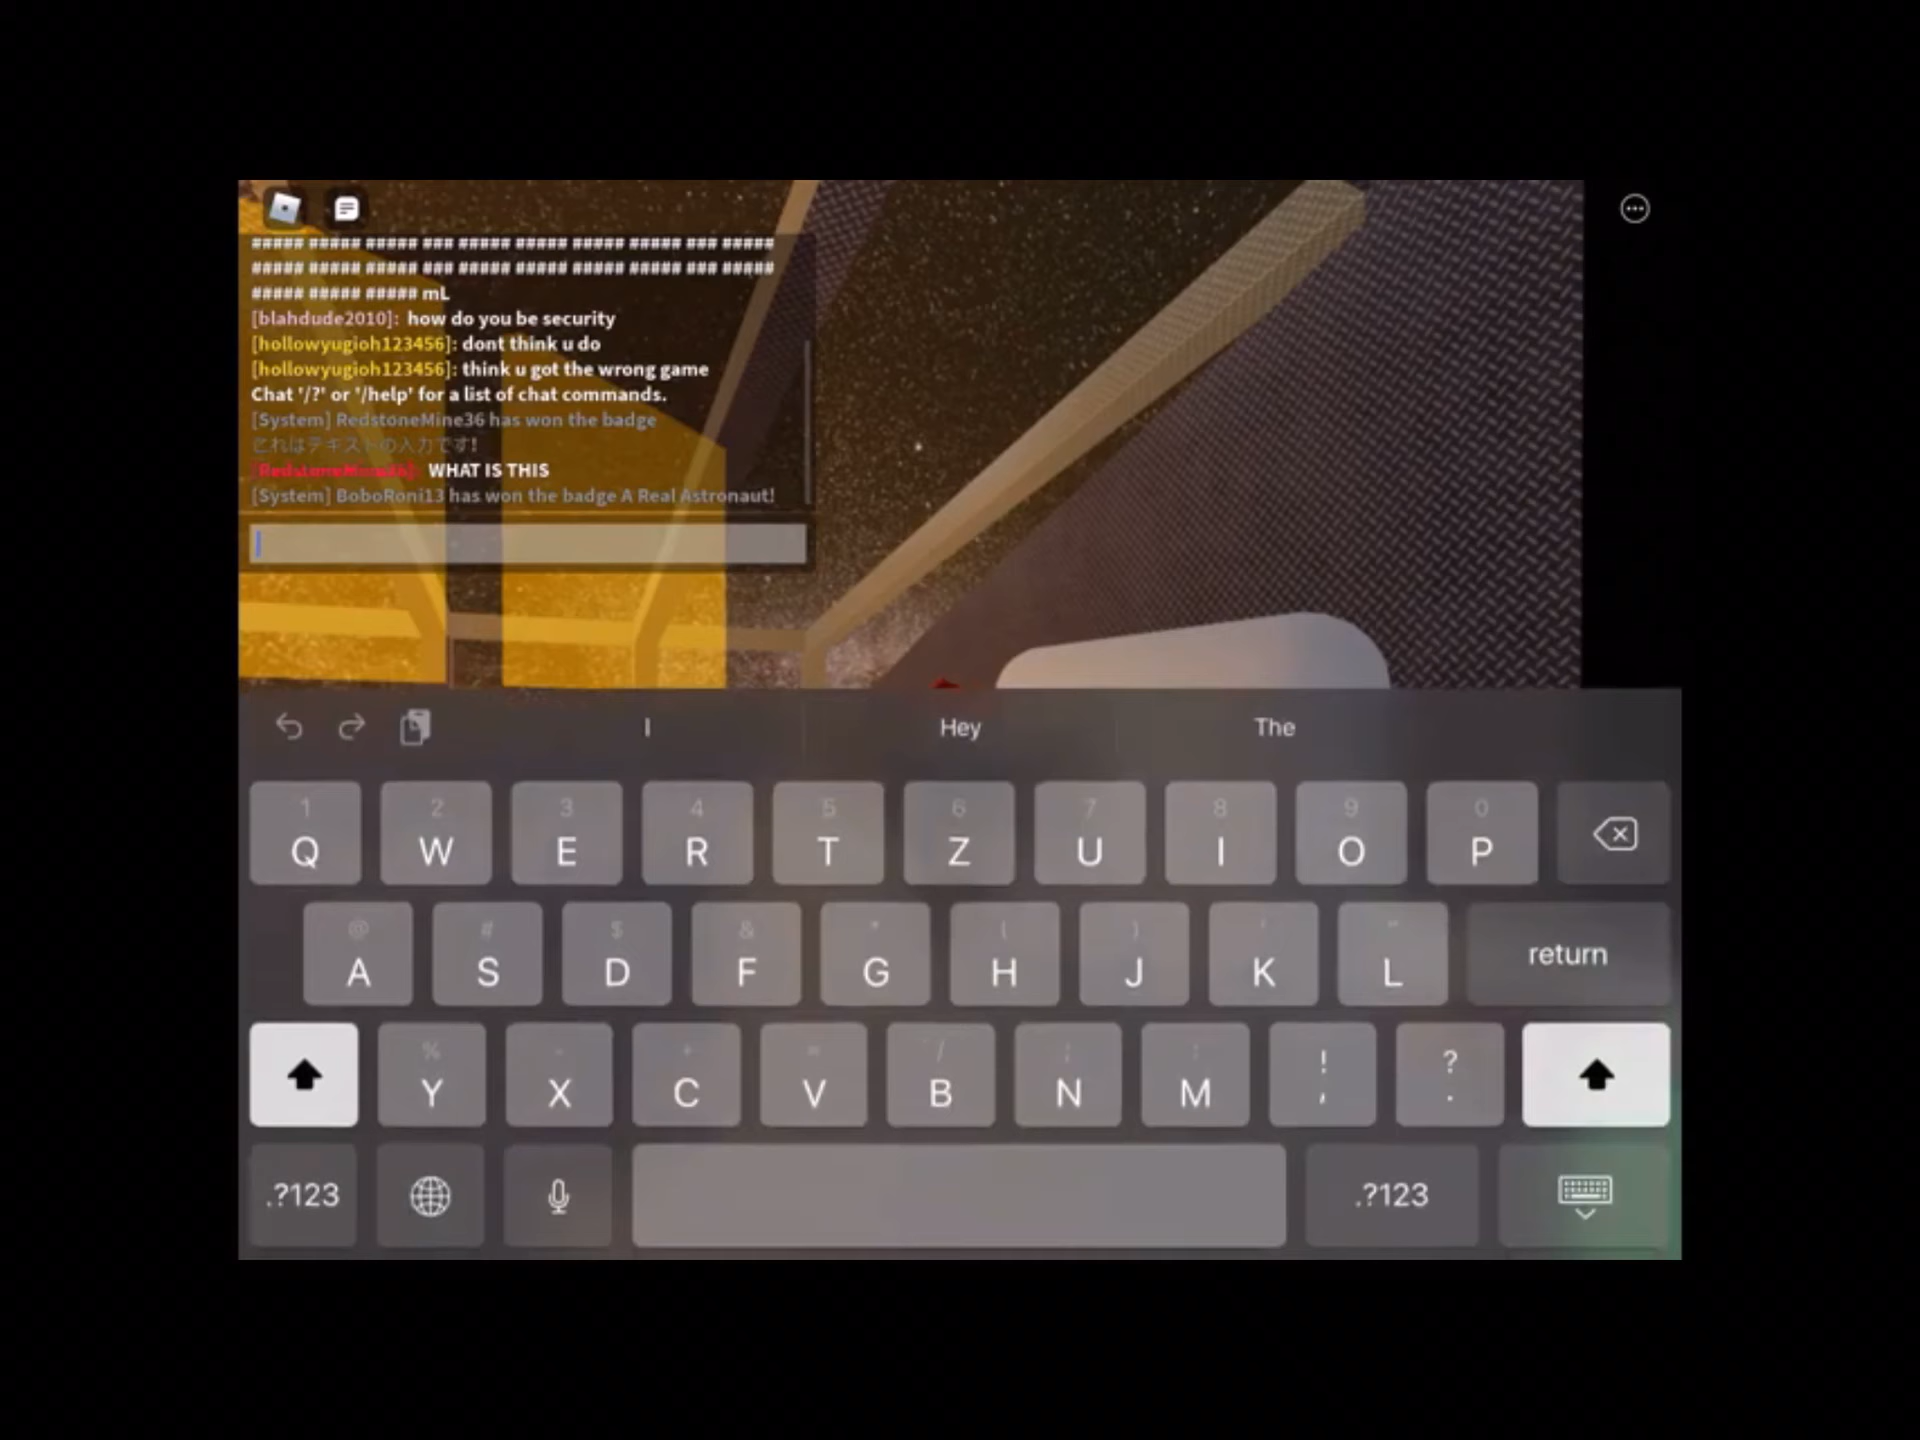 ##### ##### ##### ### ##### ##### ##### ##### ### #####
##### ##### ##### ### ##### ##### ##### ##### ### #####
##### ##### ##### mL
[blahdude2010]: how do you be security
[hollowyugioh123456]: dont think u do
[hollowyugioh123456]: think u got the wrong game
Chat '/?' or '/help' for a list of chat commands.
[System] RedstoneMine36 has won the badge
これはテキストの入力です!
[RedstoneMine36]: WHAT IS THIS
[System] BoboRoni13 has won the badge A Real Astronaut!
I Hey The
1 2 3 4 5 6 7 8 9 0
Q W E R T Z U I O P
@ # $ & * ( ) ' "
A S D F G H J K L return
% - + = / ; : ! ?
Y X C V B N M , .
.?123 .?123